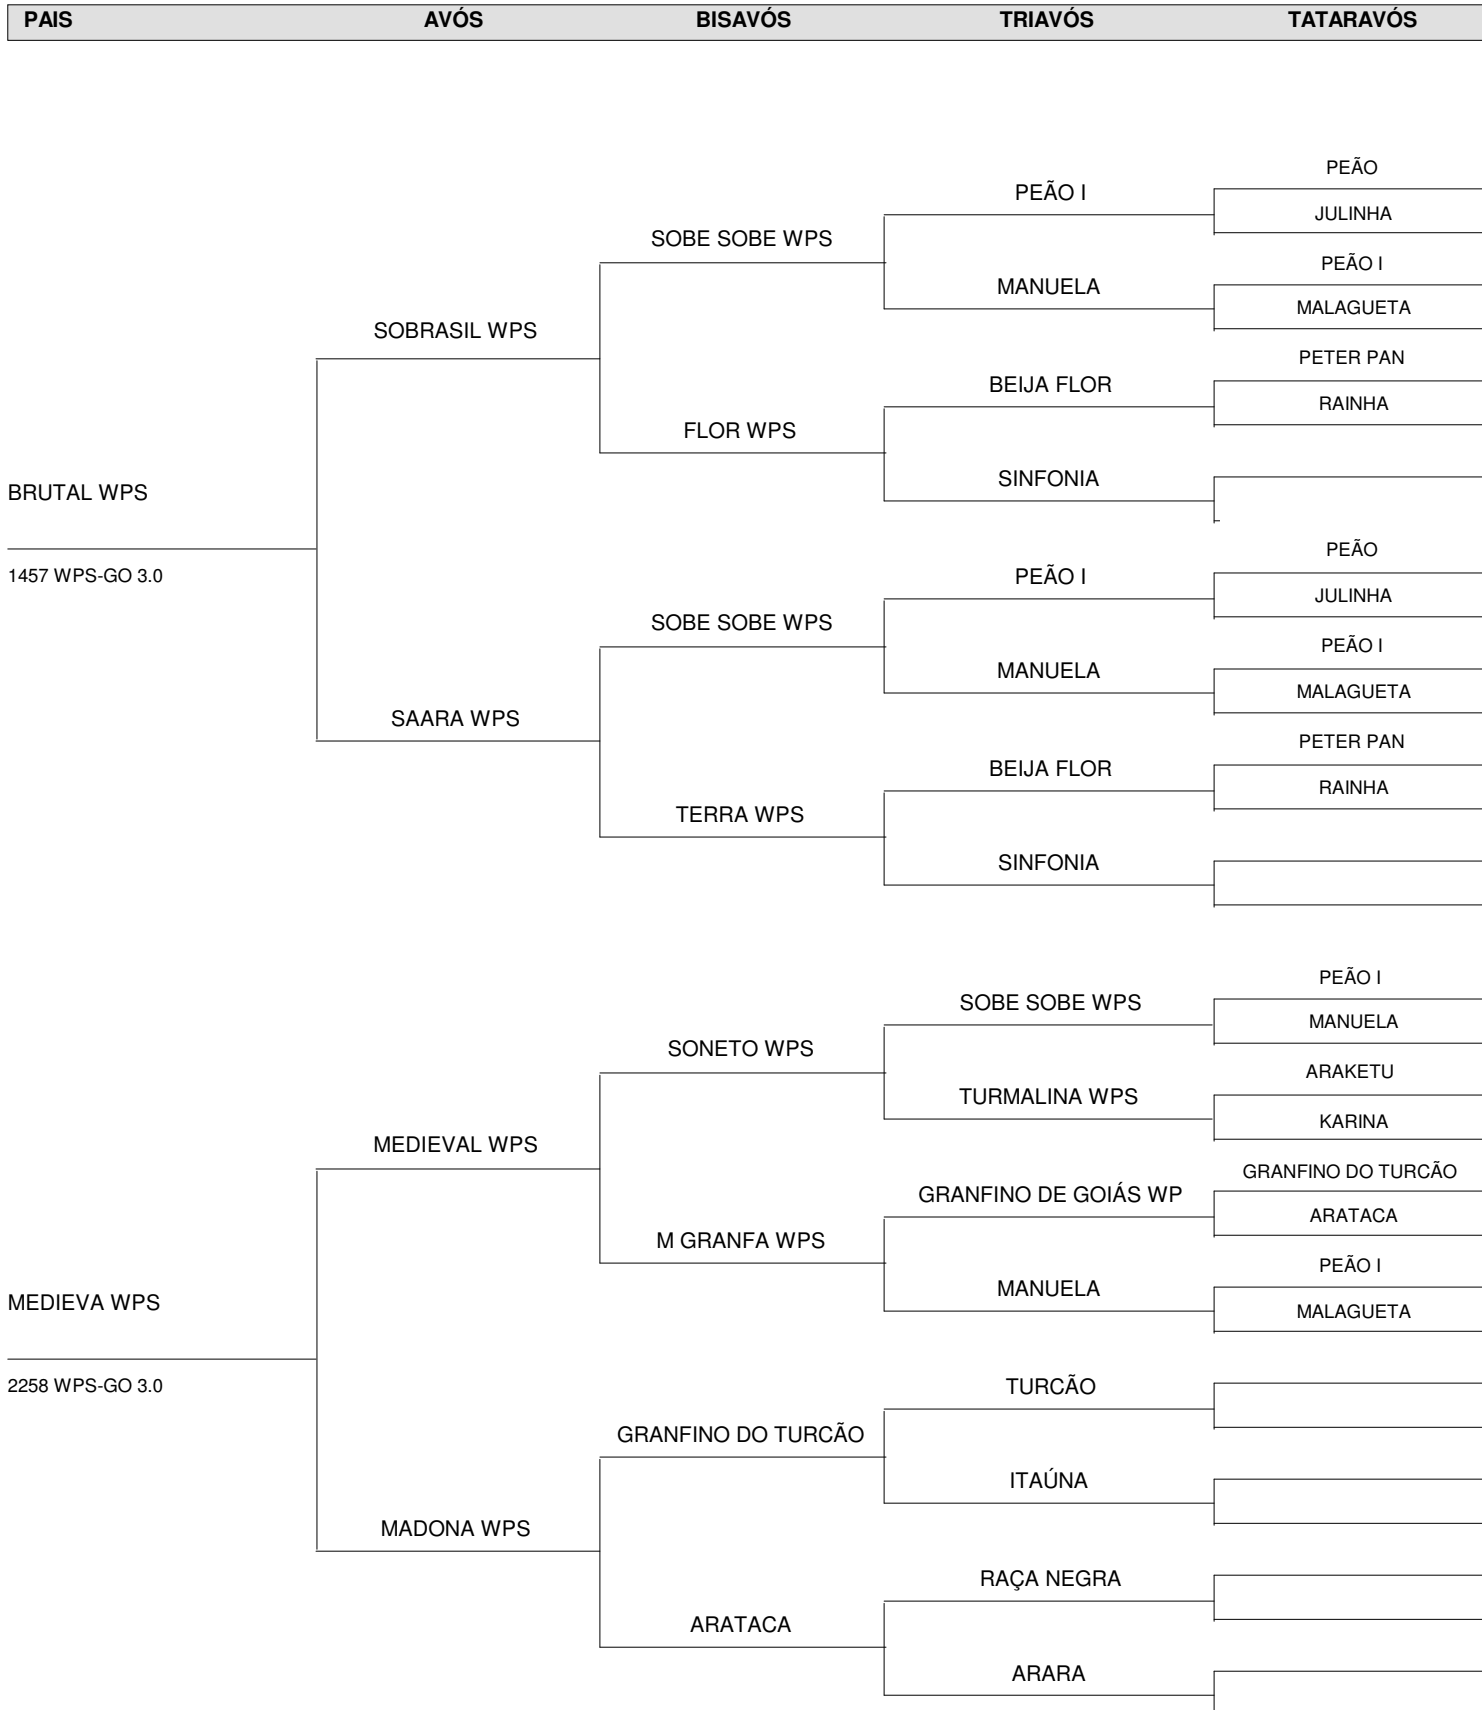 PAIS AVÓS BISAVÓS TRIAVÓS TATARAVÓS
PEÃO
PEÃO I
JULINHA
SOBE SOBE WPS
PEÃO I
MANUELA
MALAGUETA
SOBRASIL WPS
PETER PAN
BEIJA FLOR
RAINHA
FLOR WPS
SINFONIA
BRUTAL WPS
PEÃO
1457 WPS-GO 3.0
PEÃO I
JULINHA
SOBE SOBE WPS
PEÃO I
MANUELA
MALAGUETA
SAARA WPS
PETER PAN
BEIJA FLOR
RAINHA
TERRA WPS
SINFONIA
PEÃO I
SOBE SOBE WPS
MANUELA
SONETO WPS
ARAKETU
TURMALINA WPS
KARINA
MEDIEVAL WPS
GRANFINO DO TURCÃO
GRANFINO DE GOIÁS WP
ARATACA
M GRANFA WPS
PEÃO I
MANUELA
MEDIEVA WPS
MALAGUETA
2258 WPS-GO 3.0
TURCÃO
GRANFINO DO TURCÃO
ITAÚNA
MADONA WPS
RAÇA NEGRA
ARATACA
ARARA